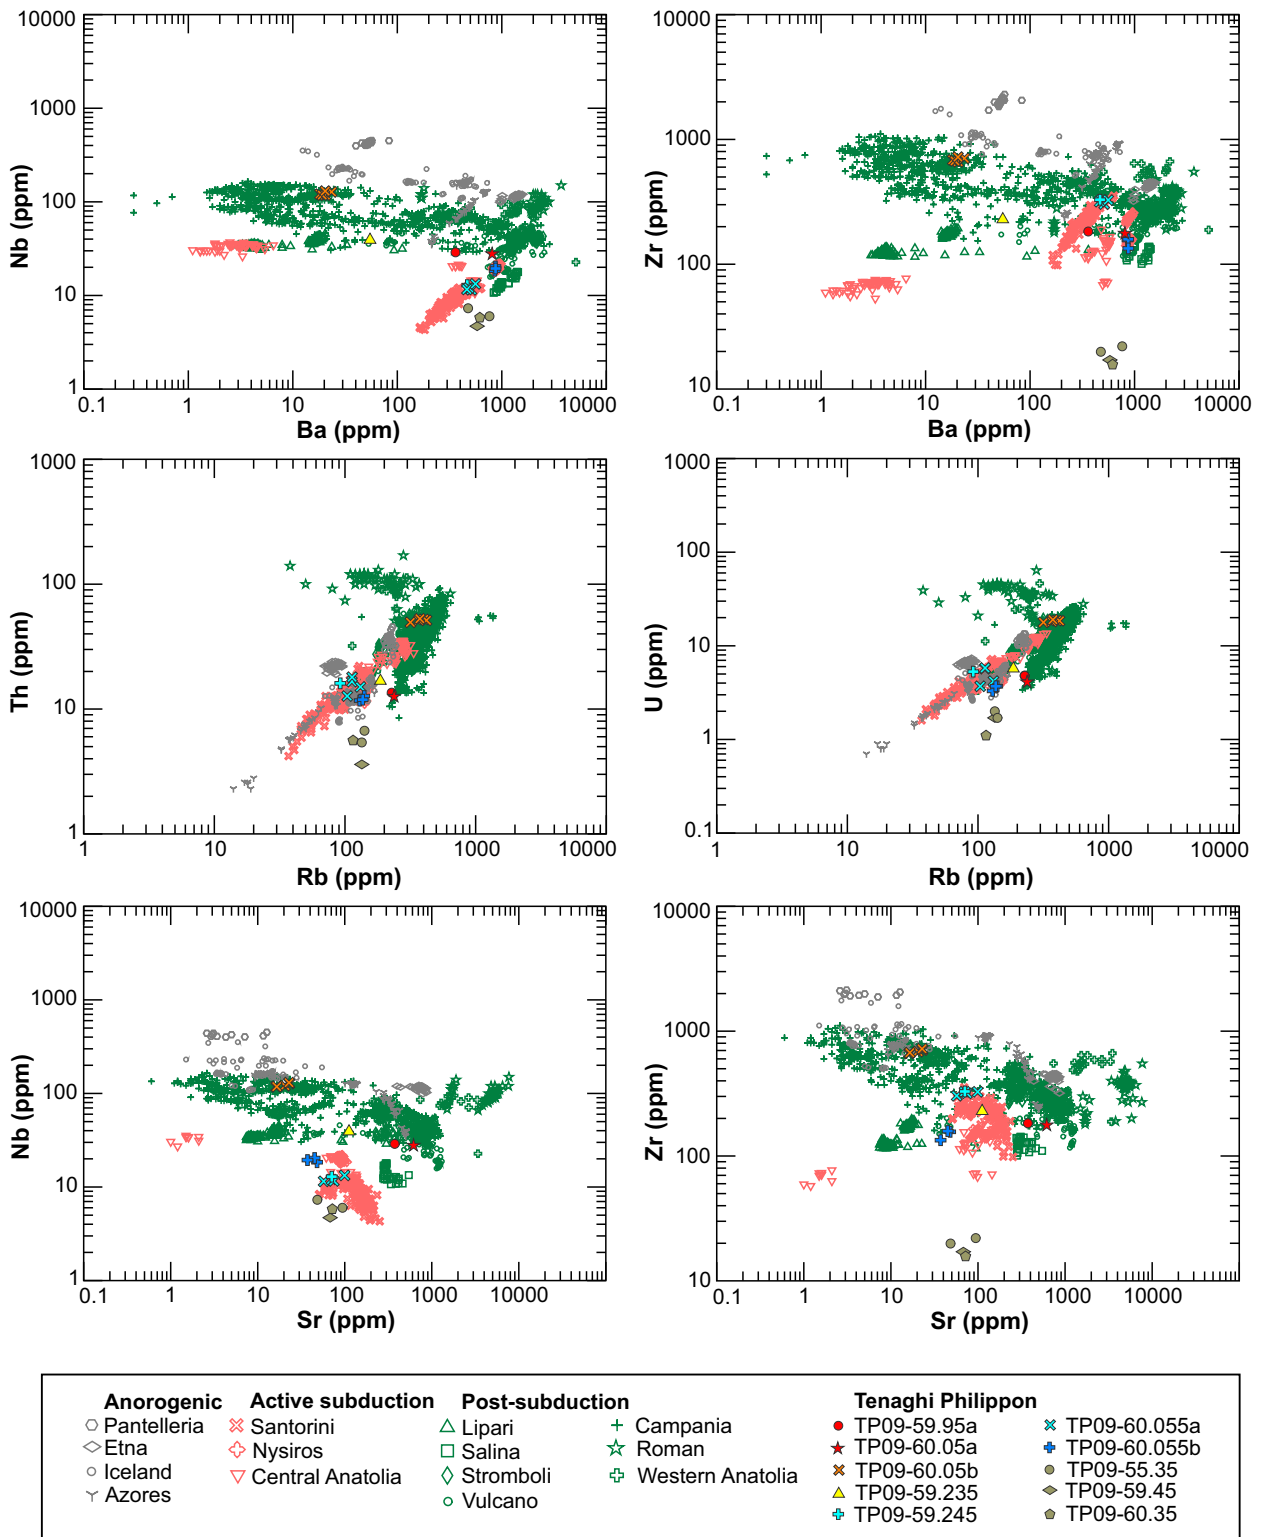 10000
1000
100
10
1
Nb (ppm)
0.1 1 10 100 1000 10000
Ba (ppm)
10000
1000
100
10
Zr (ppm)
0.1 1 10 100 1000 10000
Ba (ppm)
1000
100
10
1
Th (ppm)
1 10 100 1000 10000
Rb (ppm)
1000
100
10
1
0.1
U (ppm)
1 10 100 1000 10000
Rb (ppm)
10000
1000
100
10
1
Nb (ppm)
0.1 1 10 100 1000 10000
Sr (ppm)
10000
1000
100
10
Zr (ppm)
0.1 1 10 100 1000 10000
Sr (ppm)
Anorogenic
Pantelleria
Etna
Iceland
Azores
Active subduction
Santorini
Nysiros
Central Anatolia
Post-subduction
Lipari
Salina
Stromboli
Vulcano
Campania
Roman
Western Anatolia
Tenaghi Philippon
TP09-59.95a
TP09-60.05a
TP09-60.05b
TP09-59.235
TP09-59.245
TP09-60.055a
TP09-60.055b
TP09-55.35
TP09-59.45
TP09-60.35